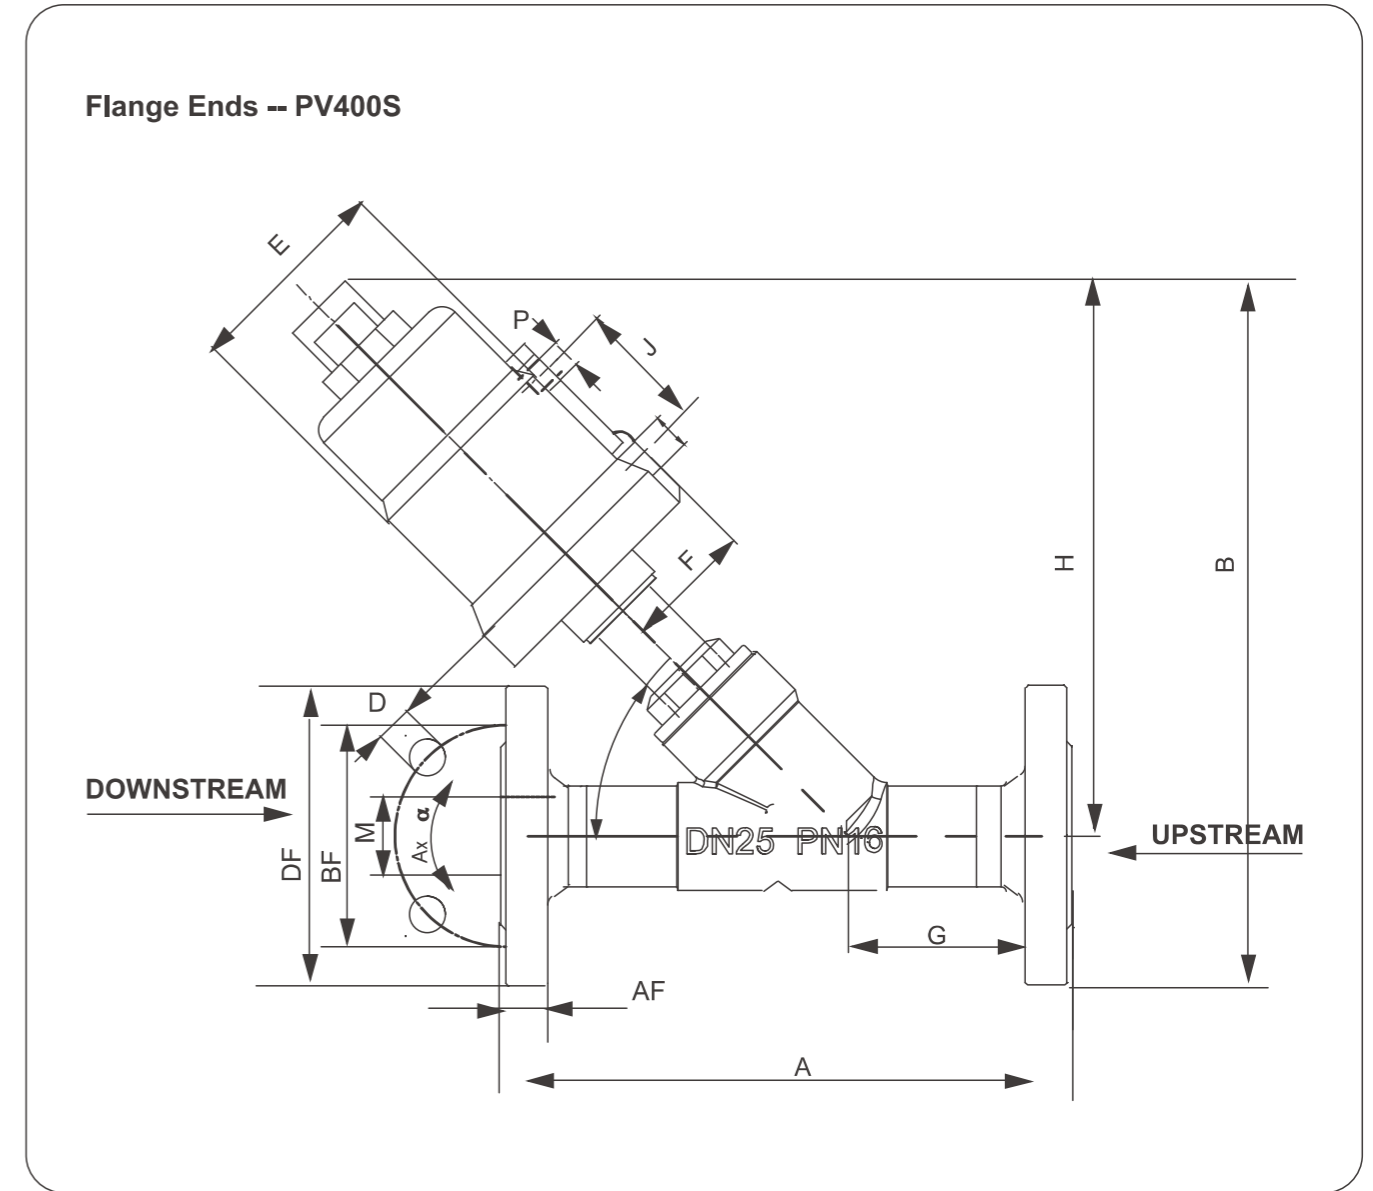 Flange Ends -- PV400S
E
P
J
F
H
B
D
DOWNSTREAM
DF
BF
M
Ax α
DN25 PN16
UPSTREAM
G
AF
A